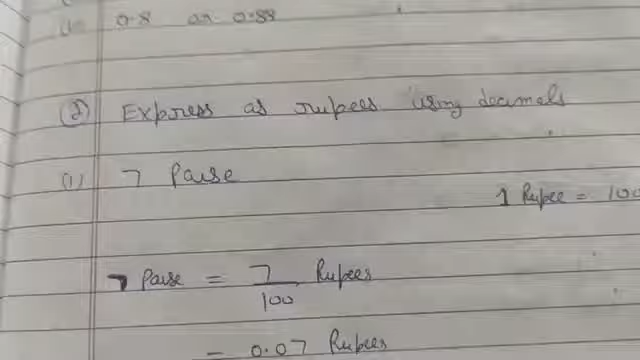 0.8 or 0.88
(2) Express as rupees using decimals
(i) 7 Paise
1 Rupee = 100
7 Paise = 7/100 Rupees
= 0.07 Rupees